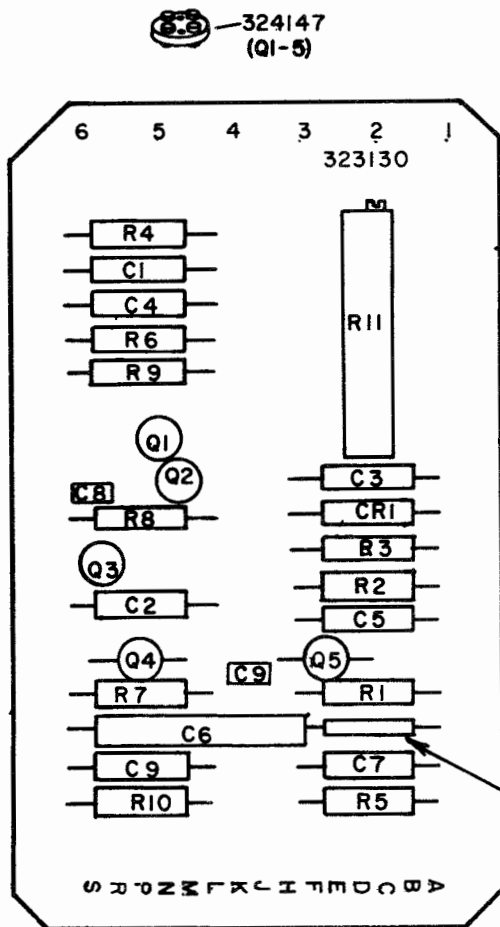 324147
(Q1-5)
6 5 4 3 2 1
323130
R4
C1
C4
R6
R9
R11
Q1
Q2
C8
R8
Q3
C2
C3
CR1
R3
R2
C5
Q4
C9
Q5
R7
R1
C6
C9
C7
R10
R5
S R P N M L K J H F E D C B A